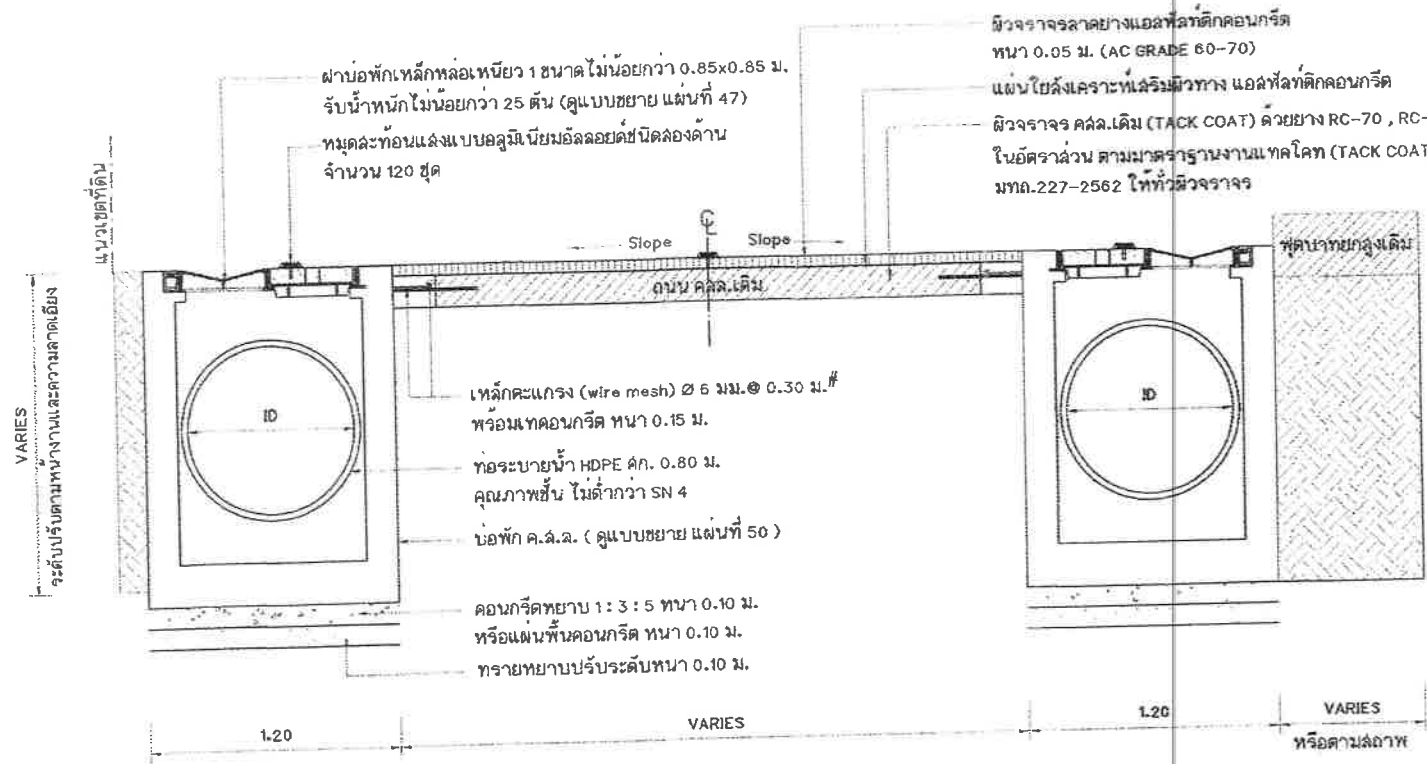 ผิวจราจรลาดยางแอสฟัลท์ติกคอนกรีต
หนา 0.05 ม. (AC GRADE 60-70)
แผ่นใยสังเคราะห์เสริมผิวทาง แอสฟัลท์ติกคอนกรีต
ผิวจราจร คสล.เดิม (TACK COAT) ด้วยยาง RC-70 , RC-
ในอัตราส่วน ตามมาตราฐานงานแทคโคท (TACK COAT
มทถ.227-2562 ให้ทั่วผิวจราจร
ฝาบ่อพักเหล็กหล่อเหนียว 1 ขนาดไม่น้อยกว่า 0.85x0.85 ม.
รับน้ำหนักไม่น้อยกว่า 25 ตัน (ดูแบบขยาย แผ่นที่ 47)
หมุดสะท้อนแสงแบบอลูมิเนียมอัลลอยด์ชนิดสองด้าน
จำนวน 120 ชุด
แนวเขตที่ดิน
Slope
CL
Slope
ฟุตบาทยกสูงเดิม
ถนน คสล.เดิม
VARIES
ระดับปรับตามหน้างานและความลาดเอียง
ID
ID
เหล็กตะแกรง (wire mesh) Ø 6 มม.@ 0.30 ม.#
พร้อมเทคอนกรีต หนา 0.15 ม.
ท่อระบายน้ำ HDPE ศก. 0.80 ม.
คุณภาพชั้น ไม่ต่ำกว่า SN 4
บ่อพัก ค.ส.ล. ( ดูแบบขยาย แผ่นที่ 50 )
คอนกรีตหยาบ 1 : 3 : 5 หนา 0.10 ม.
หรือแผ่นพื้นคอนกรีต หนา 0.10 ม.
ทรายหยาบปรับระดับหนา 0.10 ม.
1.20
VARIES
1.20
VARIES
หรือตามสภาพ